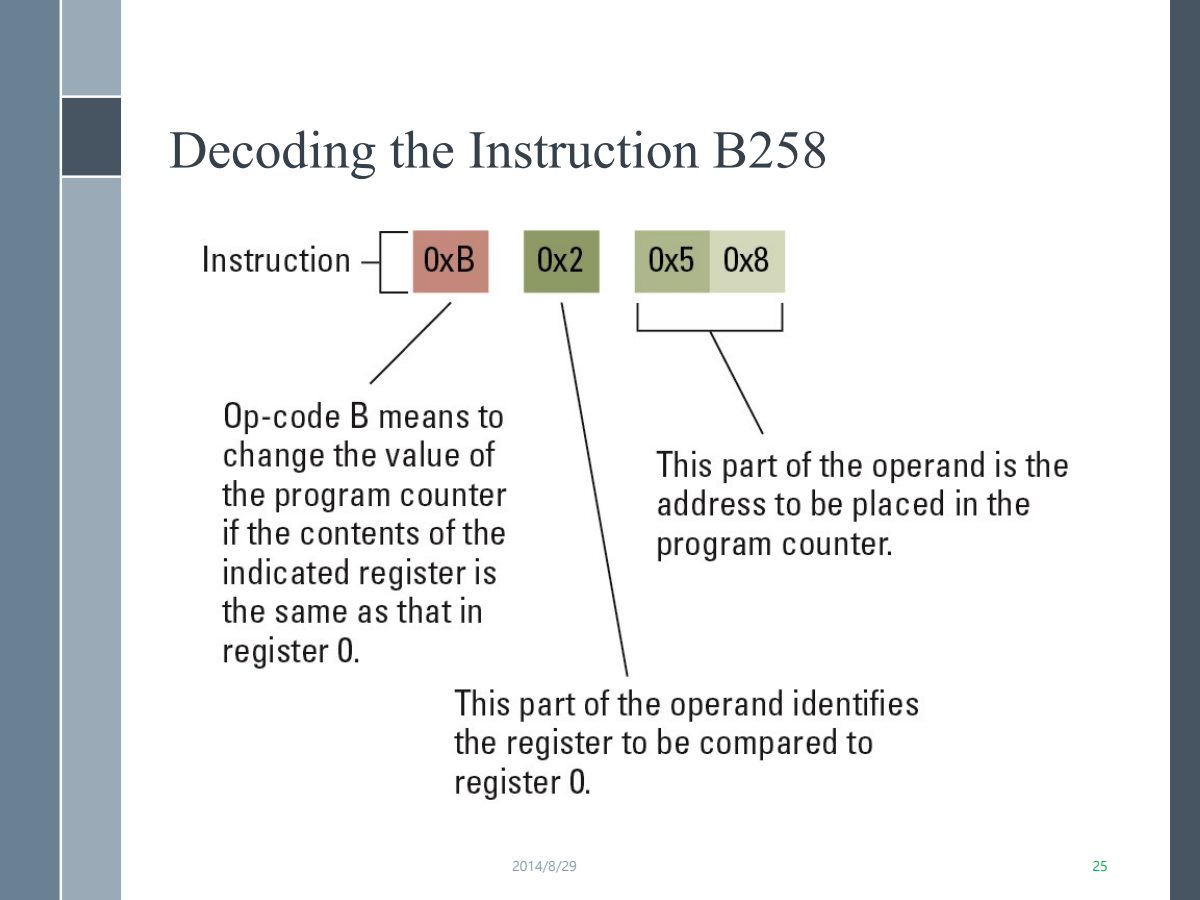 Decoding the Instruction B258
Instruction
0xB
0x2
0x5
0x8
Op-code B means to
change the value of
the program counter
if the contents of the
indicated register is
the same as that in
register 0.
This part of the operand is the
address to be placed in the
program counter.
This part of the operand identifies
the register to be compared to
register 0.
2014/8/29
25